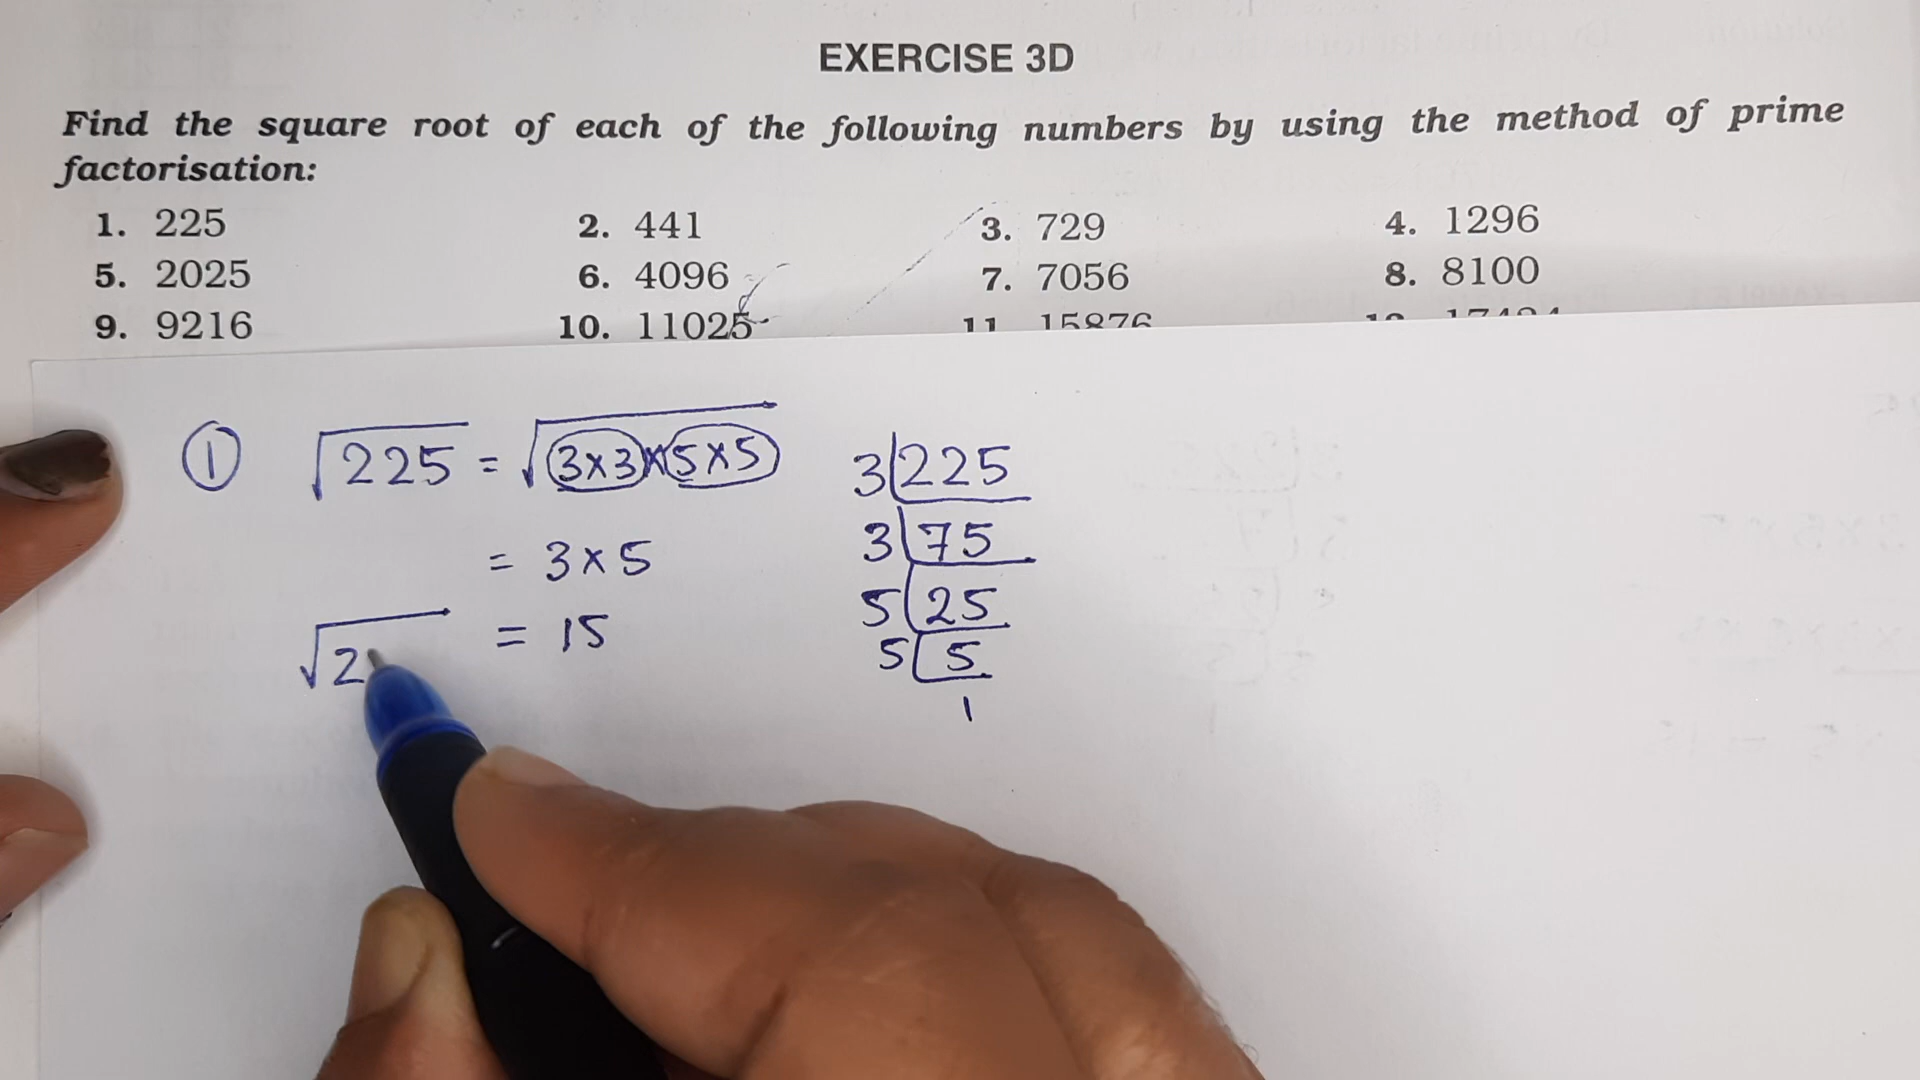 EXERCISE 3D
Find the square root of each of the following numbers by using the method of prime
factorisation:
1. 225 2. 441 3. 729 4. 1296
5. 2025 6. 4096 7. 7056 8. 8100
9. 9216 10. 11025 11 15876
① √225 = √3×3×5×5
= 3×5
= 15
√2
3 225
3 75
5 25
5 5
1